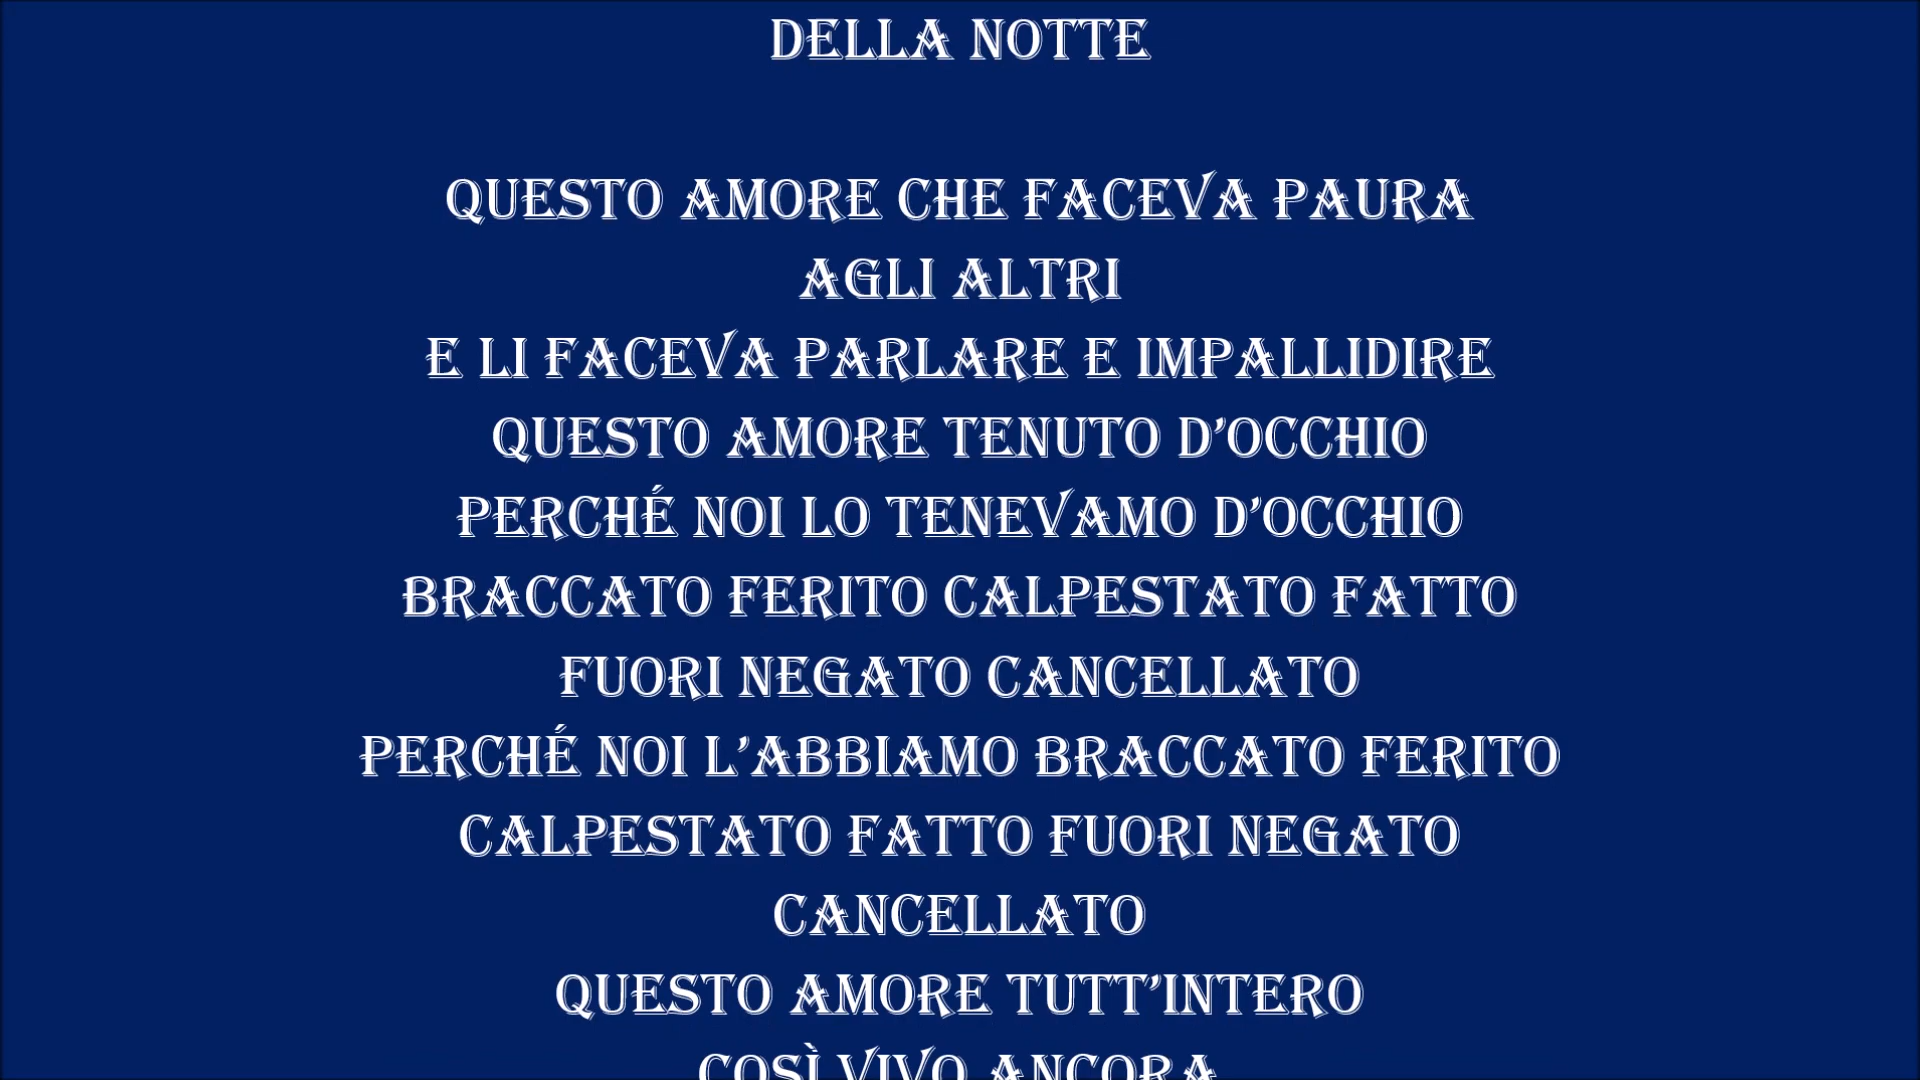 DELLA NOTTE
QUESTO AMORE CHE FACEVA PAURA
AGLI ALTRI
E LI FACEVA PARLARE E IMPALLIDIRE
QUESTO AMORE TENUTO D’OCCHIO
PERCHÉ NOI LO TENEVAMO D’OCCHIO
BRACCATO FERITO CALPESTATO FATTO
FUORI NEGATO CANCELLATO
PERCHÉ NOI L’ABBIAMO BRACCATO FERITO
CALPESTATO FATTO FUORI NEGATO
CANCELLATO
QUESTO AMORE TUTT’INTERO
COSÌ VIVO ANCORA